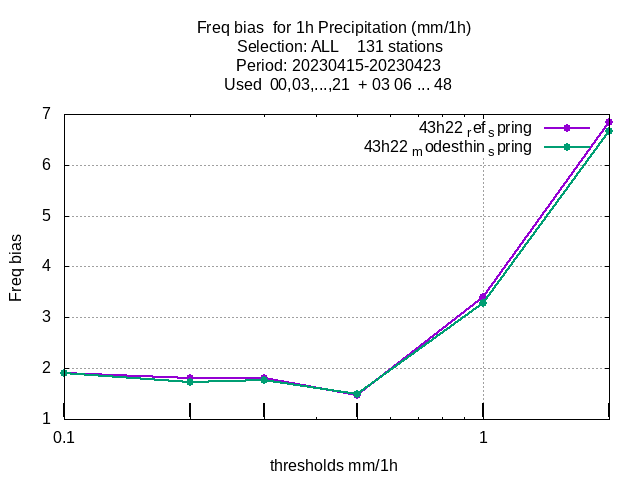 Freq bias  for 1h Precipitation (mm/1h)
Selection: ALL    131 stations
Period: 20230415-20230423
Used  00,03,...,21  + 03 06 ... 48
43h22 ref spring
43h22 modesthin spring
7
6
5
4
3
2
1
Freq bias
0.1
1
thresholds mm/1h